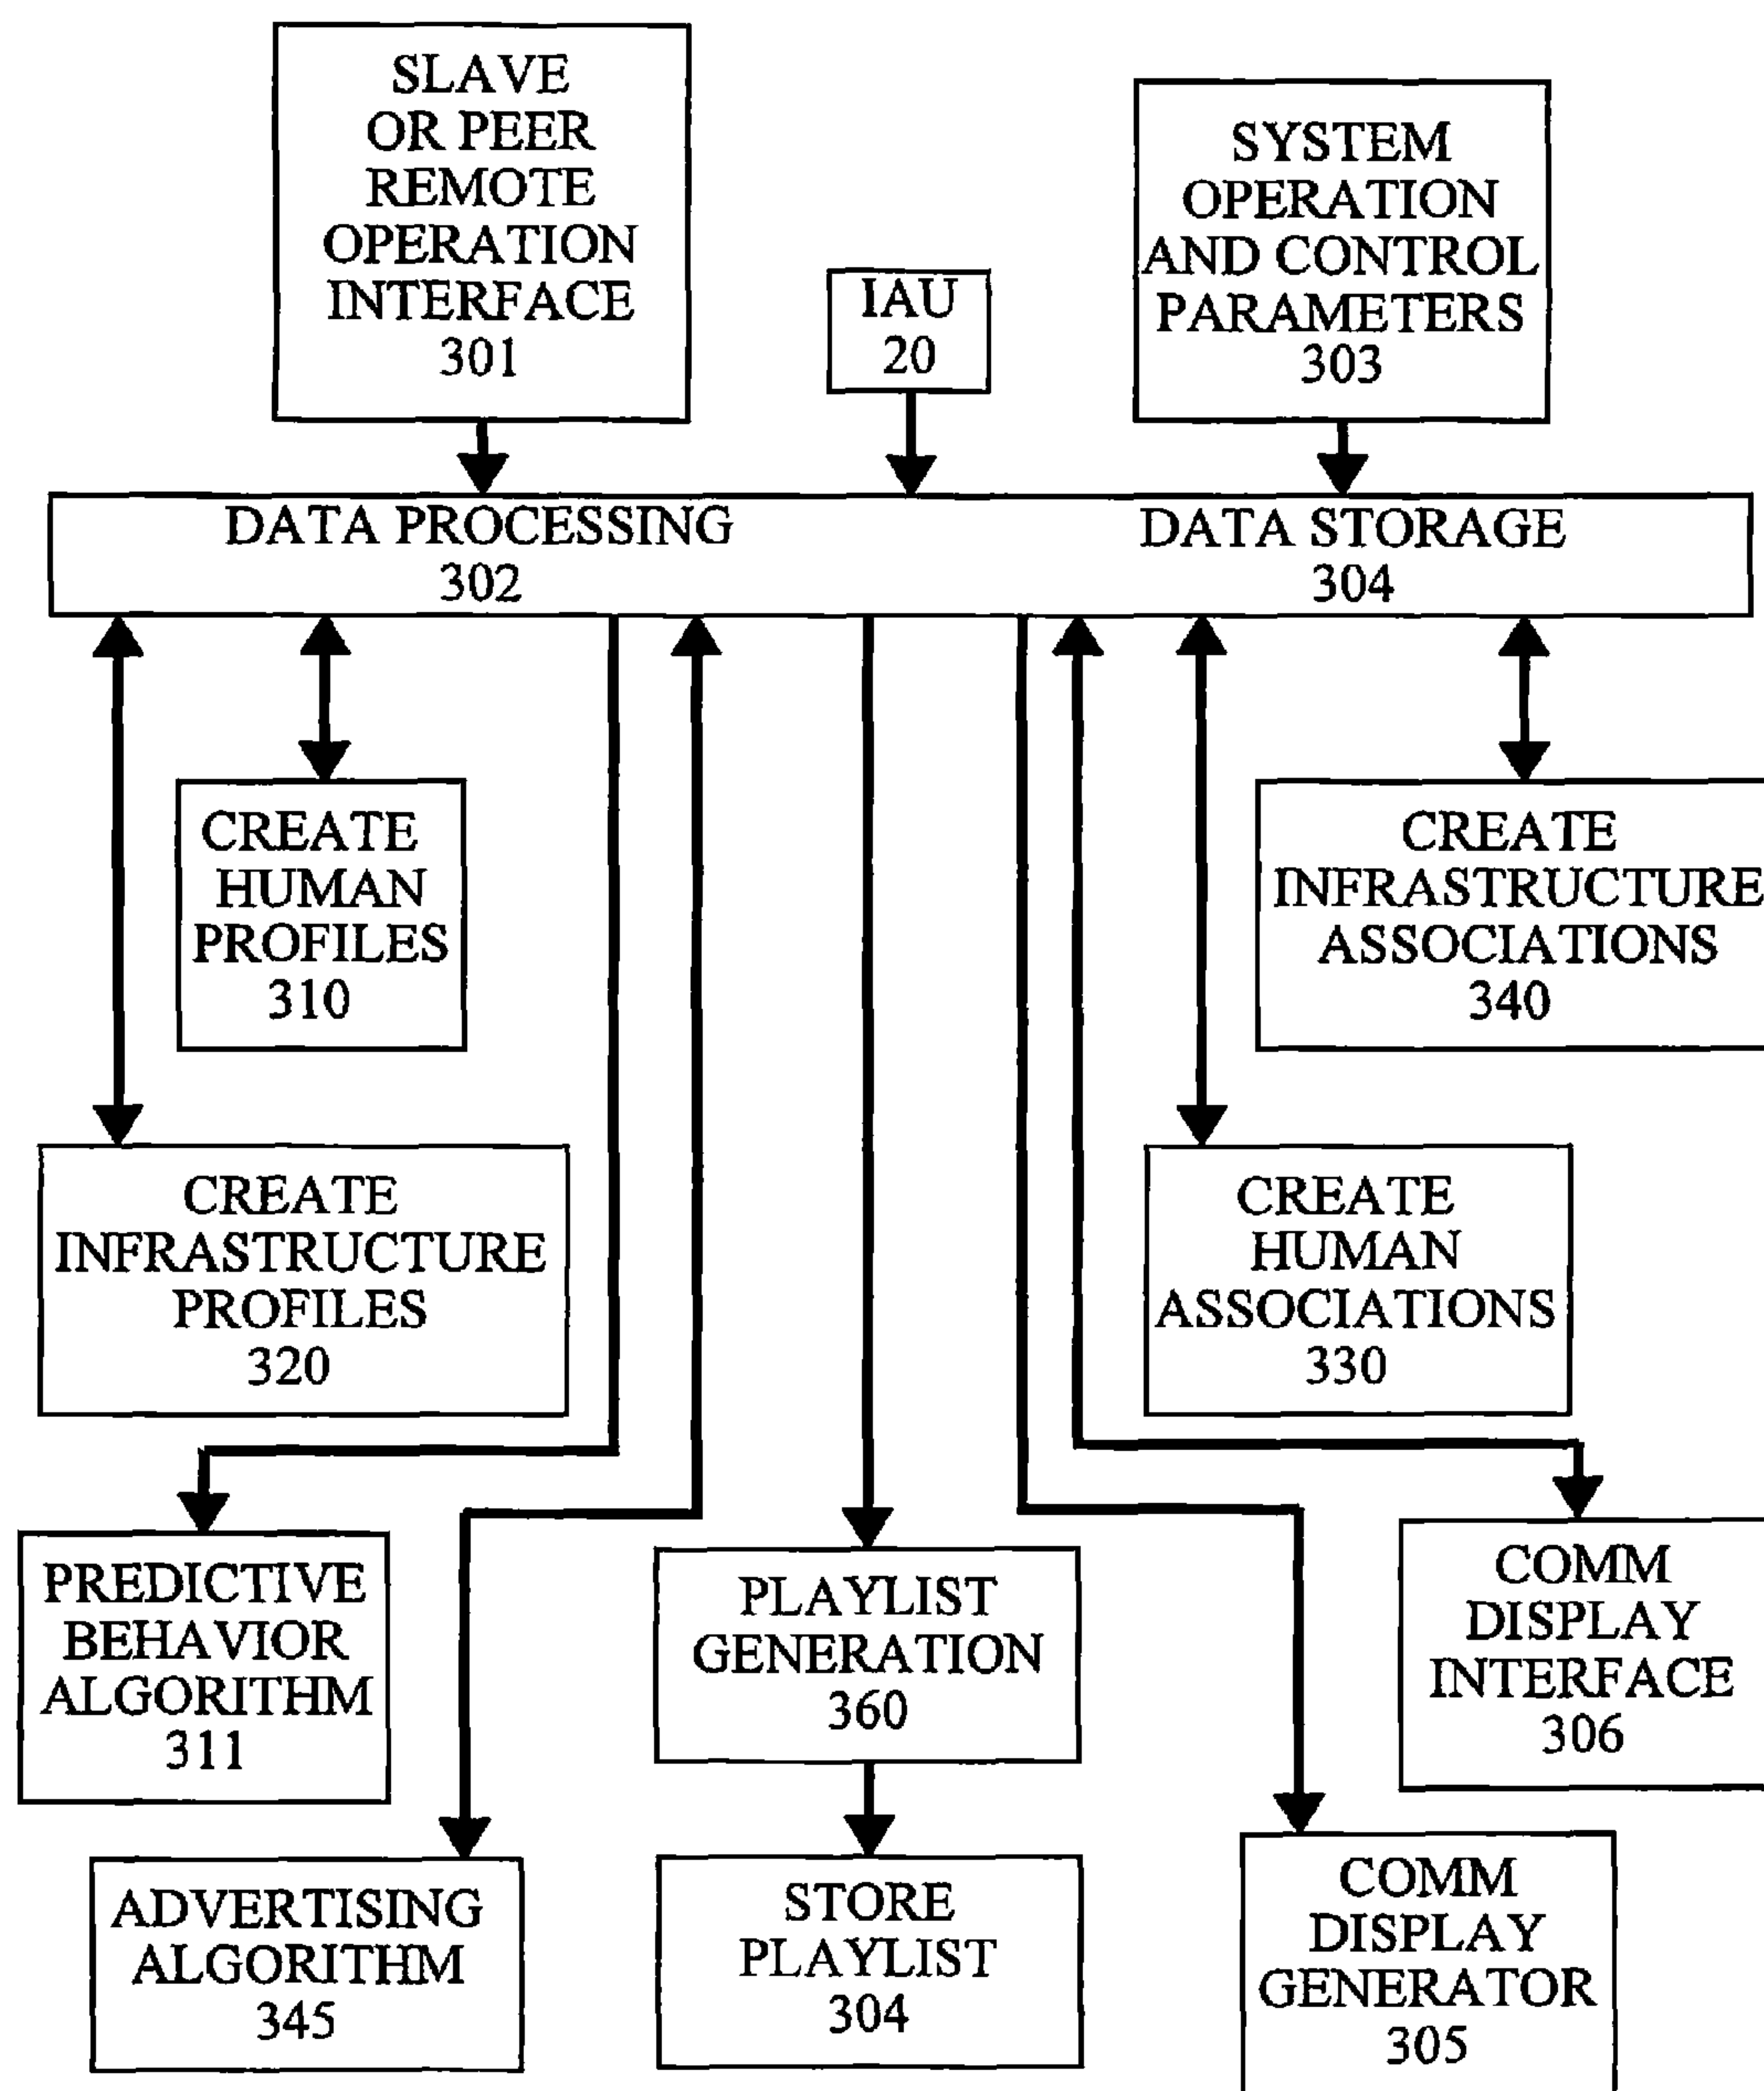 SLAVE
OR PEER
REMOTE
OPERATION
INTERFACE
301
IAU
20
SYSTEM
OPERATION
AND CONTROL
PARAMETERS
303
DATA PROCESSING
302
DATA STORAGE
304
CREATE
HUMAN
PROFILES
310
CREATE
INFRASTRUCTURE
ASSOCIATIONS
340
CREATE
INFRASTRUCTURE
PROFILES
320
CREATE
HUMAN
ASSOCIATIONS
330
PREDICTIVE
BEHAVIOR
ALGORITHM
311
PLAYLIST
GENERATION
360
COMM
DISPLAY
INTERFACE
306
ADVERTISING
ALGORITHM
345
STORE
PLAYLIST
304
COMM
DISPLAY
GENERATOR
305